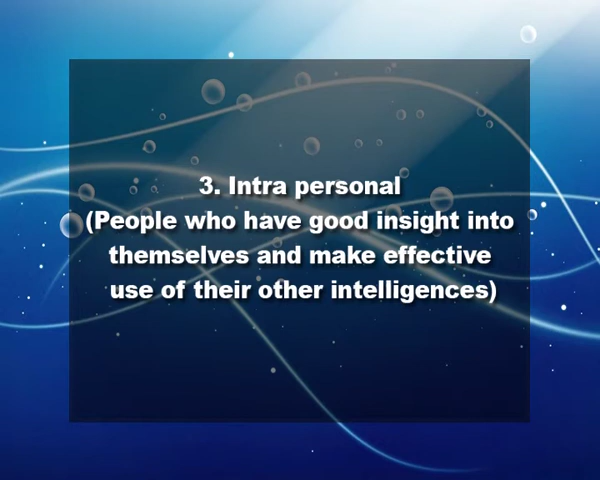 3. Intra personal
(People who have good insight into
themselves and make effective
use of their other intelligences)